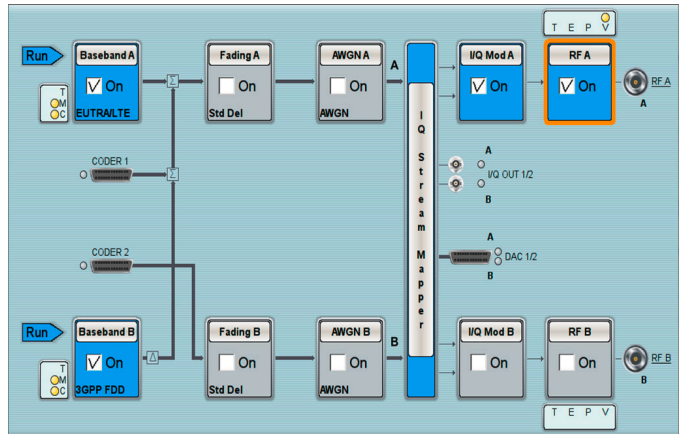 T E P V
Run
Baseband A
Fading A
AWGN A
A
I/Q Mod A
RF A
On
On
On
On
On
RF A
T
M
C
EUTRA/LTE
Std Del
AWGN
A
Σ
I Q Stream Mapper
CODER 1
Σ
A
I/Q OUT 1/2
B
CODER 2
A
DAC 1/2
B
Run
Baseband B
Fading B
AWGN B
B
I/Q Mod B
RF B
On
Δ
On
On
On
On
RF B
T
M
C
3GPP FDD
Std Del
AWGN
B
T E P V